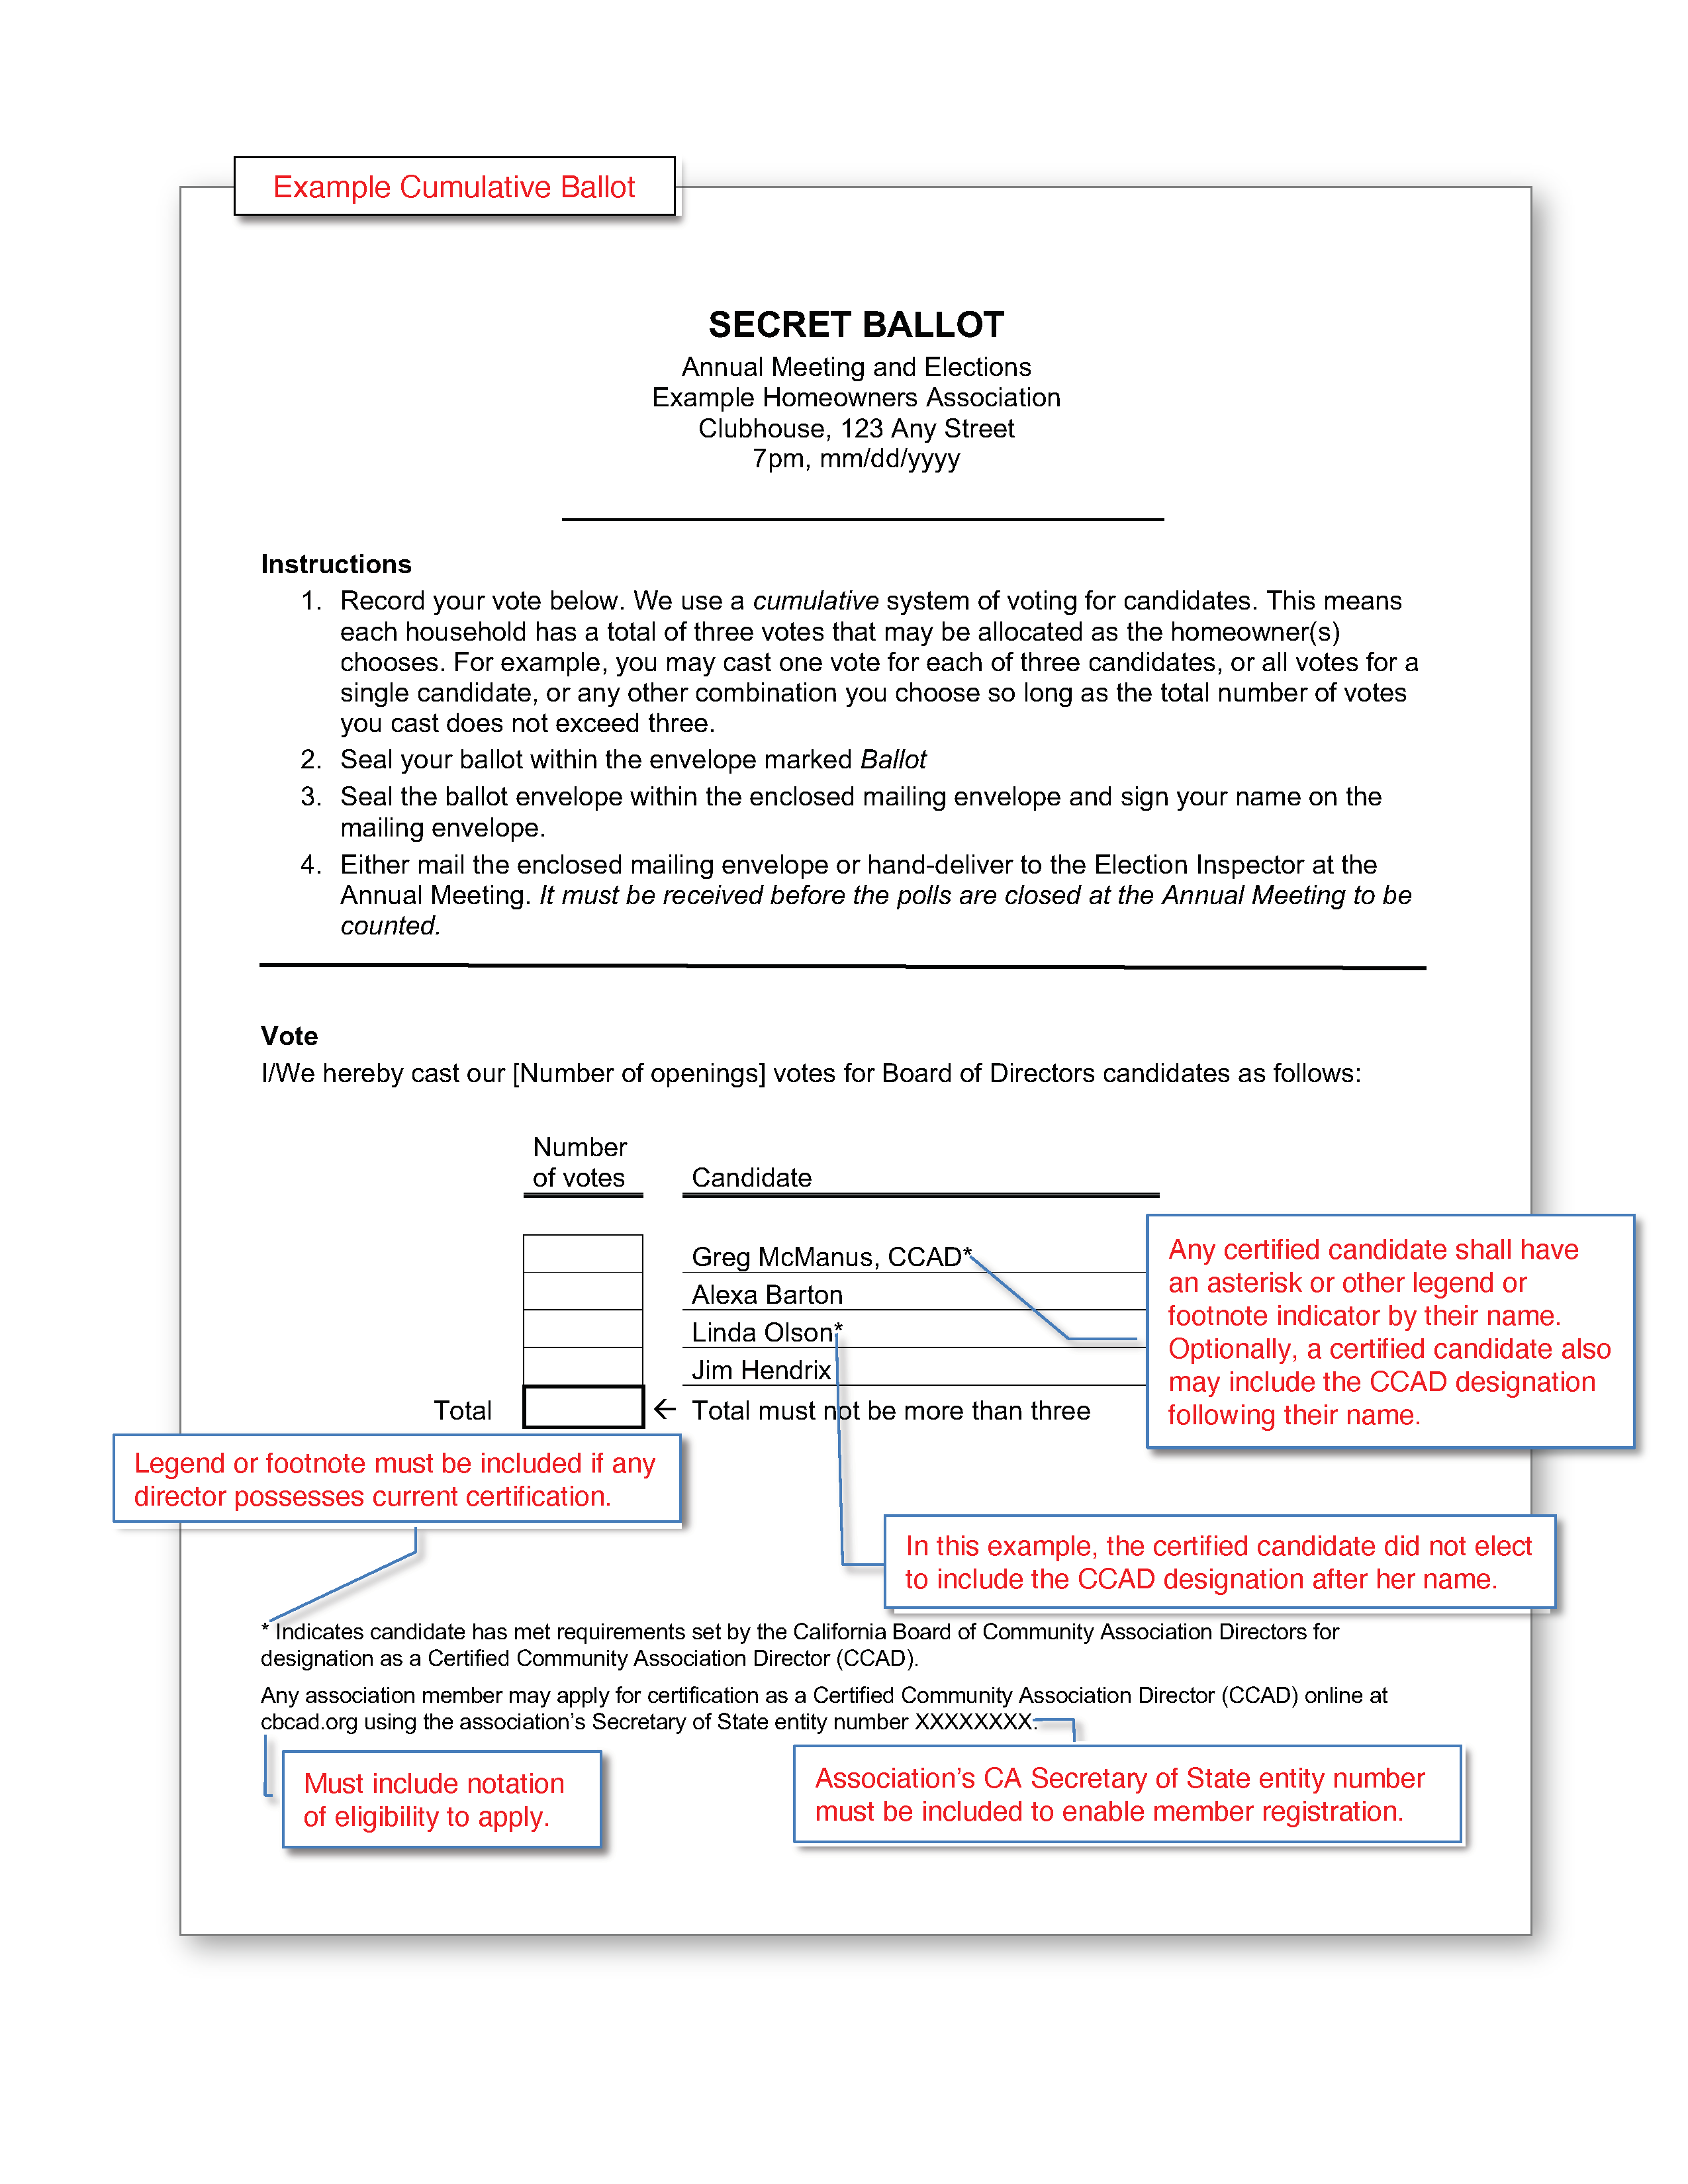 Example Cumulative Ballot
SECRET BALLOT
Annual Meeting and Elections
Example Homeowners Association
Clubhouse, 123 Any Street
7pm, mm/dd/yyyy
Instructions
1. Record your vote below. We use a cumulative system of voting for candidates. This means
each household has a total of three votes that may be allocated as the homeowner(s)
chooses. For example, you may cast one vote for each of three candidates, or all votes for a
single candidate, or any other combination you choose so long as the total number of votes
you cast does not exceed three.
2. Seal your ballot within the envelope marked Ballot
3. Seal the ballot envelope within the enclosed mailing envelope and sign your name on the
mailing envelope.
4. Either mail the enclosed mailing envelope or hand-deliver to the Election Inspector at the
Annual Meeting. It must be received before the polls are closed at the Annual Meeting to be
counted.
Vote
I/We hereby cast our [Number of openings] votes for Board of Directors candidates as follows:
Number
of votes
Candidate
Greg McManus, CCAD*
Alexa Barton
Linda Olson*
Jim Hendrix
Total
← Total must not be more than three
Any certified candidate shall have
an asterisk or other legend or
footnote indicator by their name.
Optionally, a certified candidate also
may include the CCAD designation
following their name.
Legend or footnote must be included if any
director possesses current certification.
In this example, the certified candidate did not elect
to include the CCAD designation after her name.
* Indicates candidate has met requirements set by the California Board of Community Association Directors for
designation as a Certified Community Association Director (CCAD).
Any association member may apply for certification as a Certified Community Association Director (CCAD) online at
cbcad.org using the association's Secretary of State entity number XXXXXXXX.
Must include notation
of eligibility to apply.
Association's CA Secretary of State entity number
must be included to enable member registration.